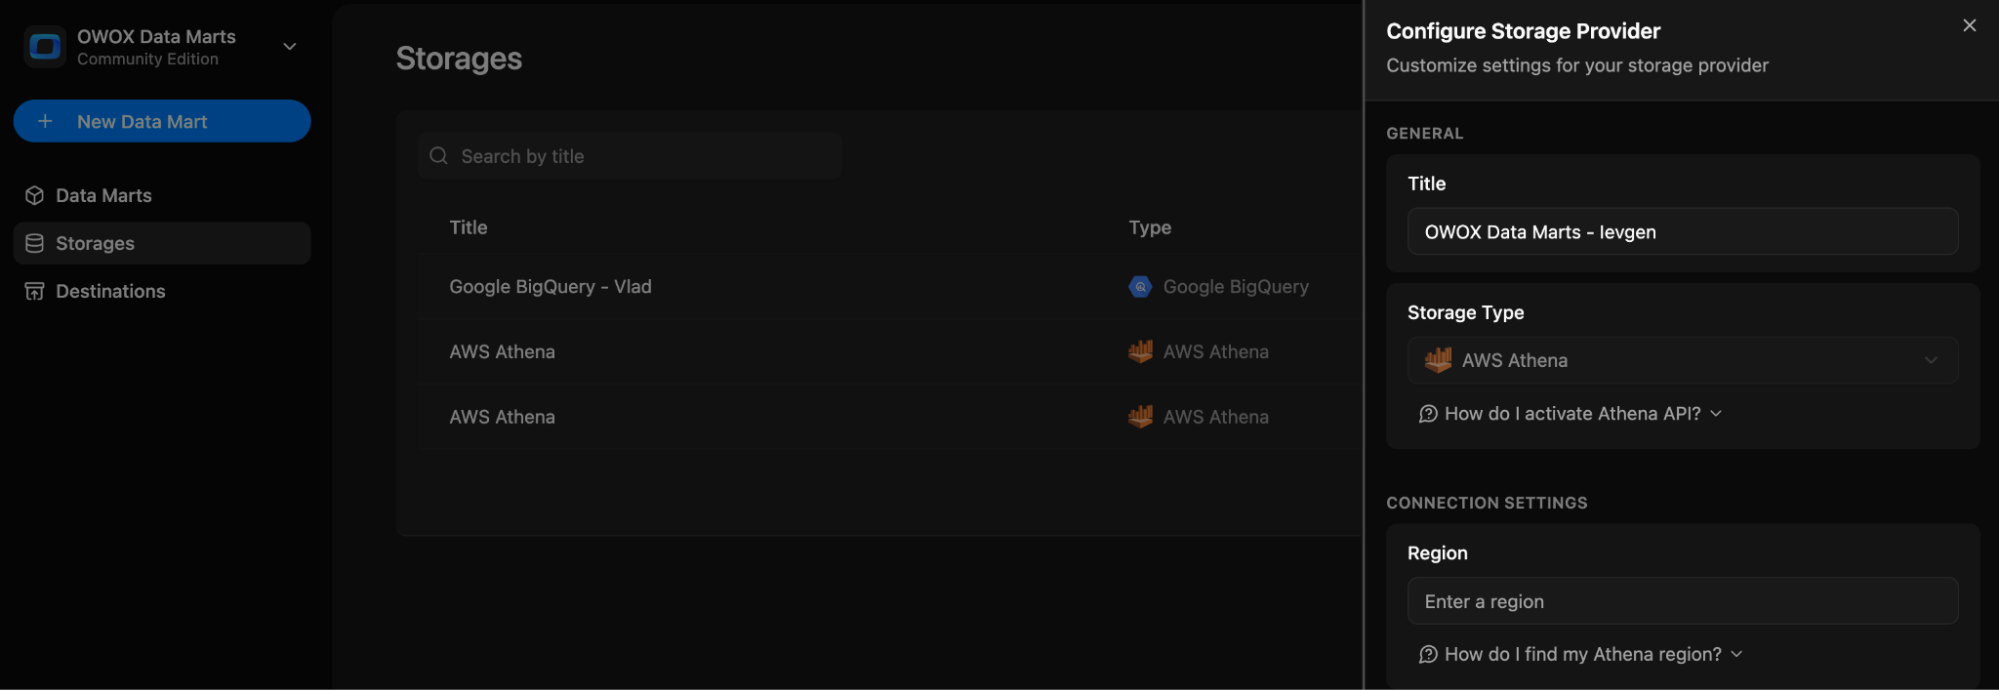 OWOX Data Marts
Community Edition
New Data Mart
Data Marts
Storages
Destinations
Storages
Search by title
Title Type
Google BigQuery - Vlad Google BigQuery
AWS Athena AWS Athena
AWS Athena AWS Athena
Configure Storage Provider
Customize settings for your storage provider
GENERAL
Title
OWOX Data Marts - Ievgen
Storage Type
AWS Athena
How do I activate Athena API?
CONNECTION SETTINGS
Region
Enter a region
How do I find my Athena region?